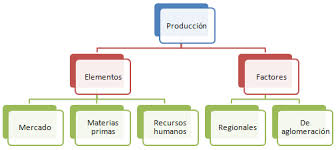 Producción
Elementos
Factores
Mercado
Materias
primas
Recursos
humanos
Regionales
De
aglomeración